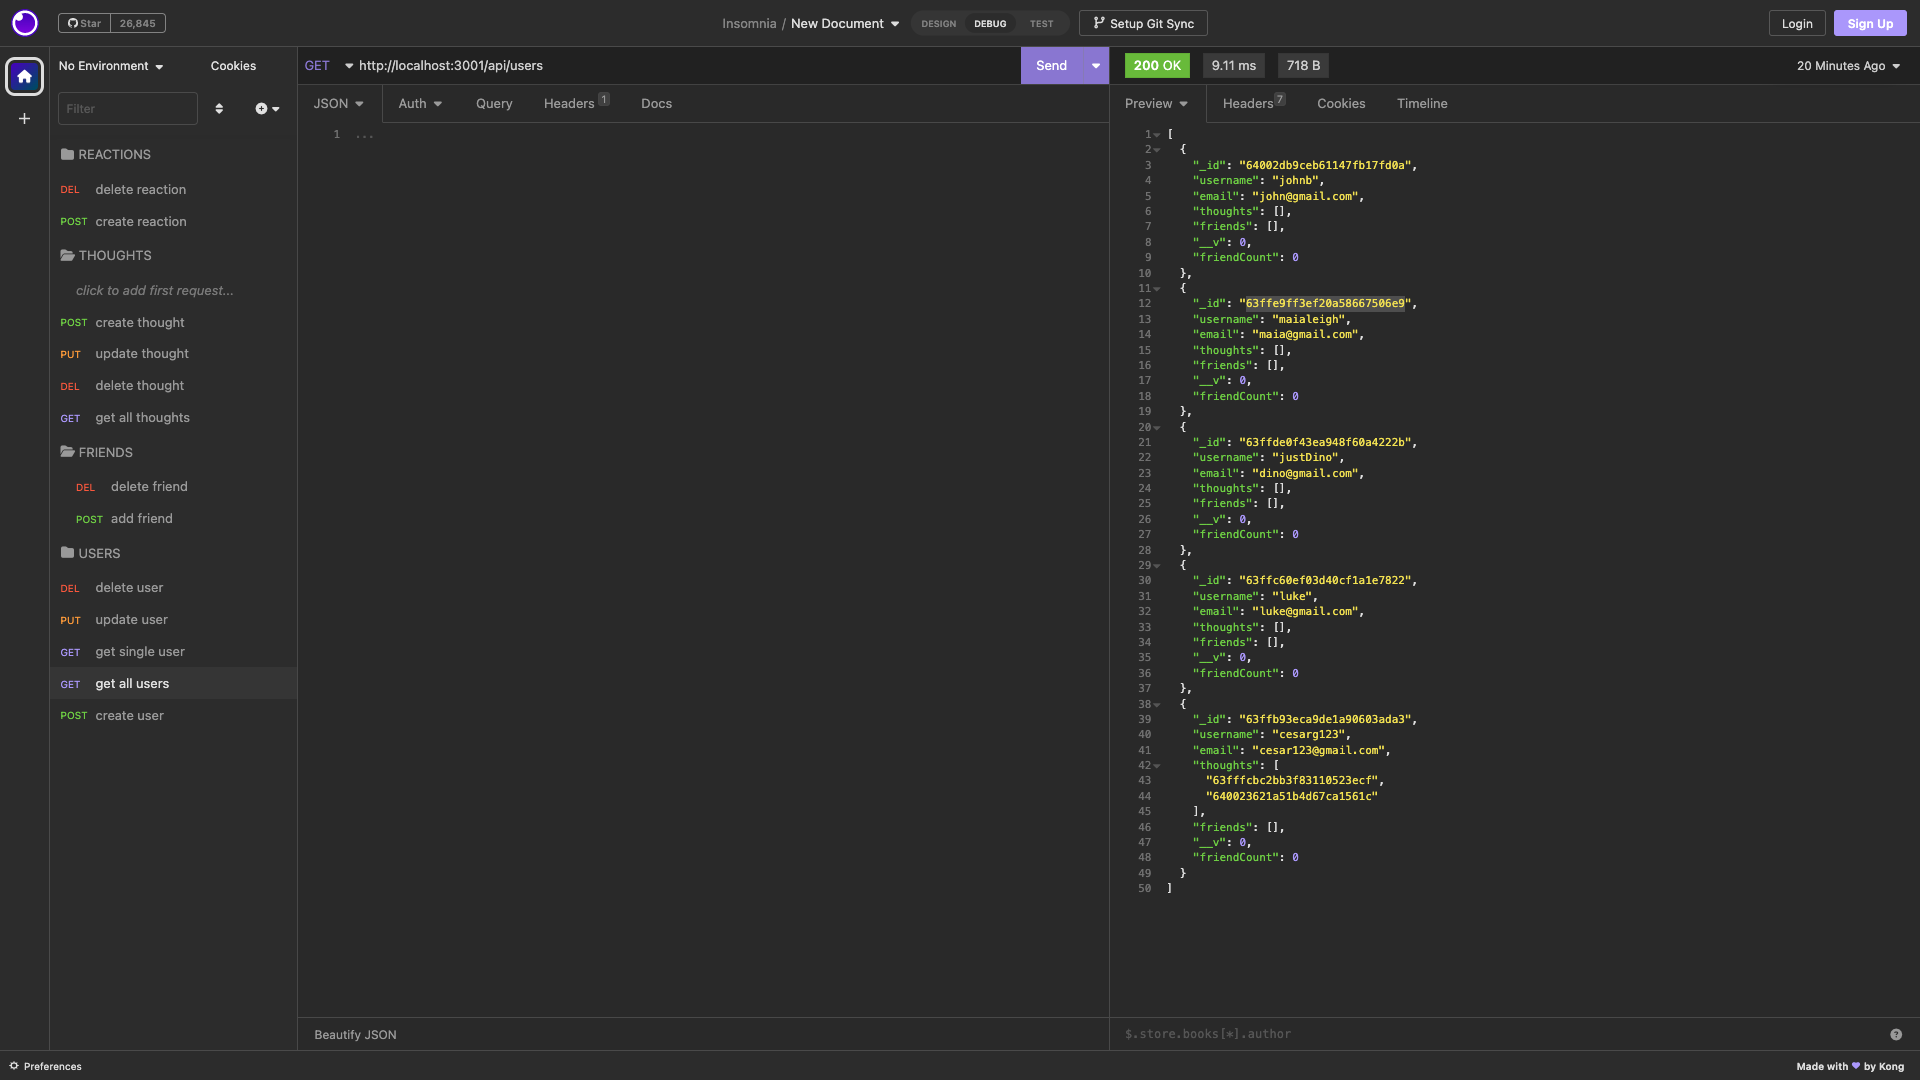 Star 26,845
Insomnia / New Document
DESIGN DEBUG TEST
Setup Git Sync
Login
Sign Up
No Environment
Cookies
Filter
REACTIONS
DEL delete reaction
POST create reaction
THOUGHTS
click to add first request...
POST create thought
PUT update thought
DEL delete thought
GET get all thoughts
FRIENDS
DEL delete friend
POST add friend
USERS
DEL delete user
PUT update user
GET get single user
GET get all users
POST create user
GET http://localhost:3001/api/users
Send
JSON Auth Query Headers 1 Docs
1 ...
Beautify JSON
200 OK 9.11 ms 718 B
20 Minutes Ago
Preview Headers 7 Cookies Timeline
1 [
2 {
3 "_id": "64002db9ceb61147fb17fd0a",
4 "username": "johnb",
5 "email": "john@gmail.com",
6 "thoughts": [],
7 "friends": [],
8 "__v": 0,
9 "friendCount": 0
10 },
11 {
12 "_id": "63ffe9ff3ef20a58667506e9",
13 "username": "maialeigh",
14 "email": "maia@gmail.com",
15 "thoughts": [],
16 "friends": [],
17 "__v": 0,
18 "friendCount": 0
19 },
20 {
21 "_id": "63ffde0f43ea948f60a4222b",
22 "username": "justDino",
23 "email": "dino@gmail.com",
24 "thoughts": [],
25 "friends": [],
26 "__v": 0,
27 "friendCount": 0
28 },
29 {
30 "_id": "63ffc60ef03d40cf1a1e7822",
31 "username": "luke",
32 "email": "luke@gmail.com",
33 "thoughts": [],
34 "friends": [],
35 "__v": 0,
36 "friendCount": 0
37 },
38 {
39 "_id": "63ffb93eca9de1a90603ada3",
40 "username": "cesarg123",
41 "email": "cesar123@gmail.com",
42 "thoughts": [
43 "63fffcbc2bb3f83110523ecf",
44 "640023621a51b4d67ca1561c"
45 ],
46 "friends": [],
47 "__v": 0,
48 "friendCount": 0
49 }
50 ]
$.store.books[*].author
Preferences
Made with ♥ by Kong